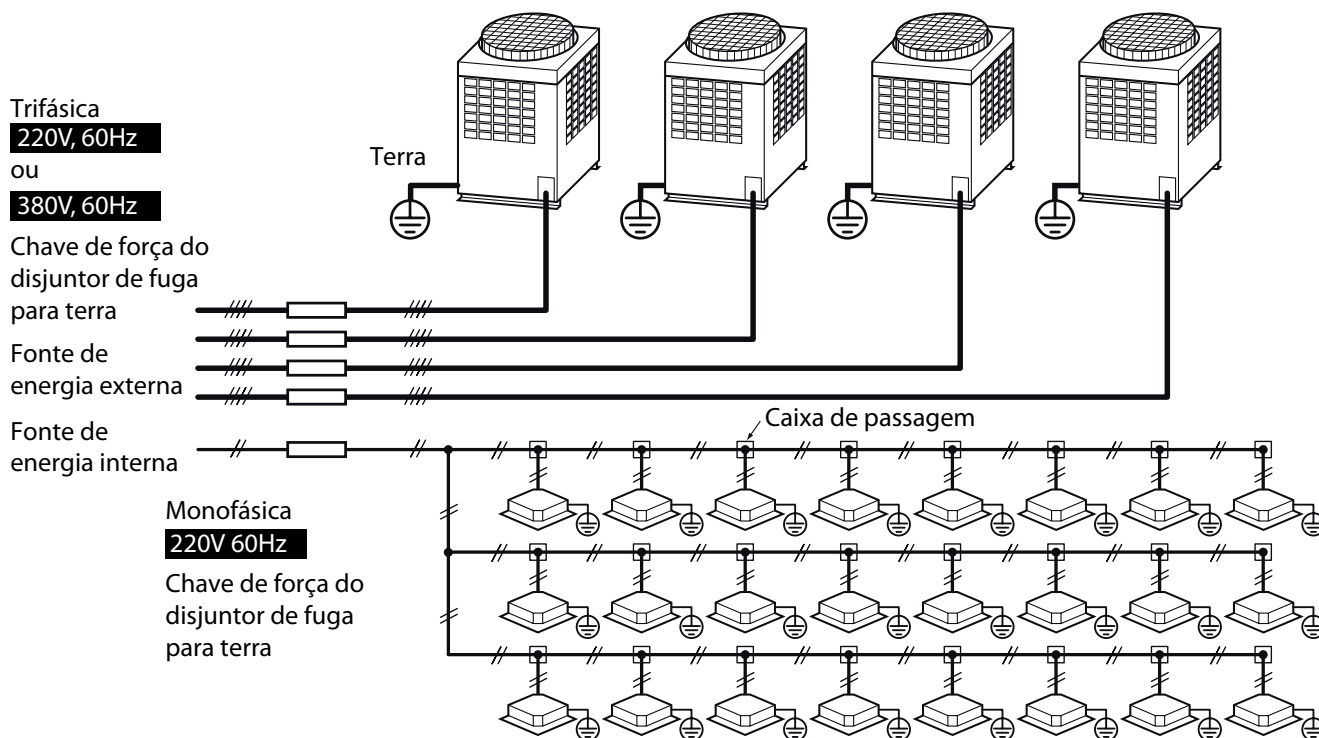 Trifásica
220V, 60Hz
ou
380V, 60Hz
Terra
Chave de força do
disjuntor de fuga
para terra
Fonte de
energia externa
Fonte de
energia interna
Caixa de passagem
Monofásica
220V 60Hz
Chave de força do
disjuntor de fuga
para terra